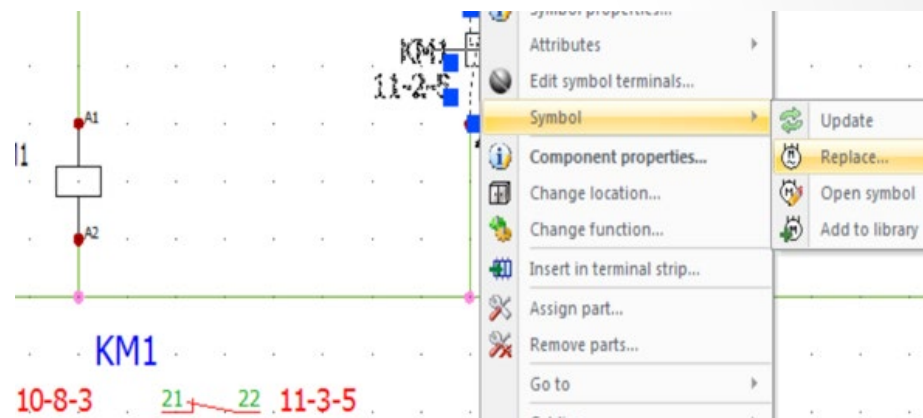 Symbol properties...
KM1
Attributes
11-2-5
Edit symbol terminals...
A1
Symbol
Update
Component properties...
Replace...
Change location...
Open symbol
A2
Change function...
Add to library
Insert in terminal strip...
Assign part...
KM1
Remove parts...
Go to
10-8-3
21
22
11-3-5